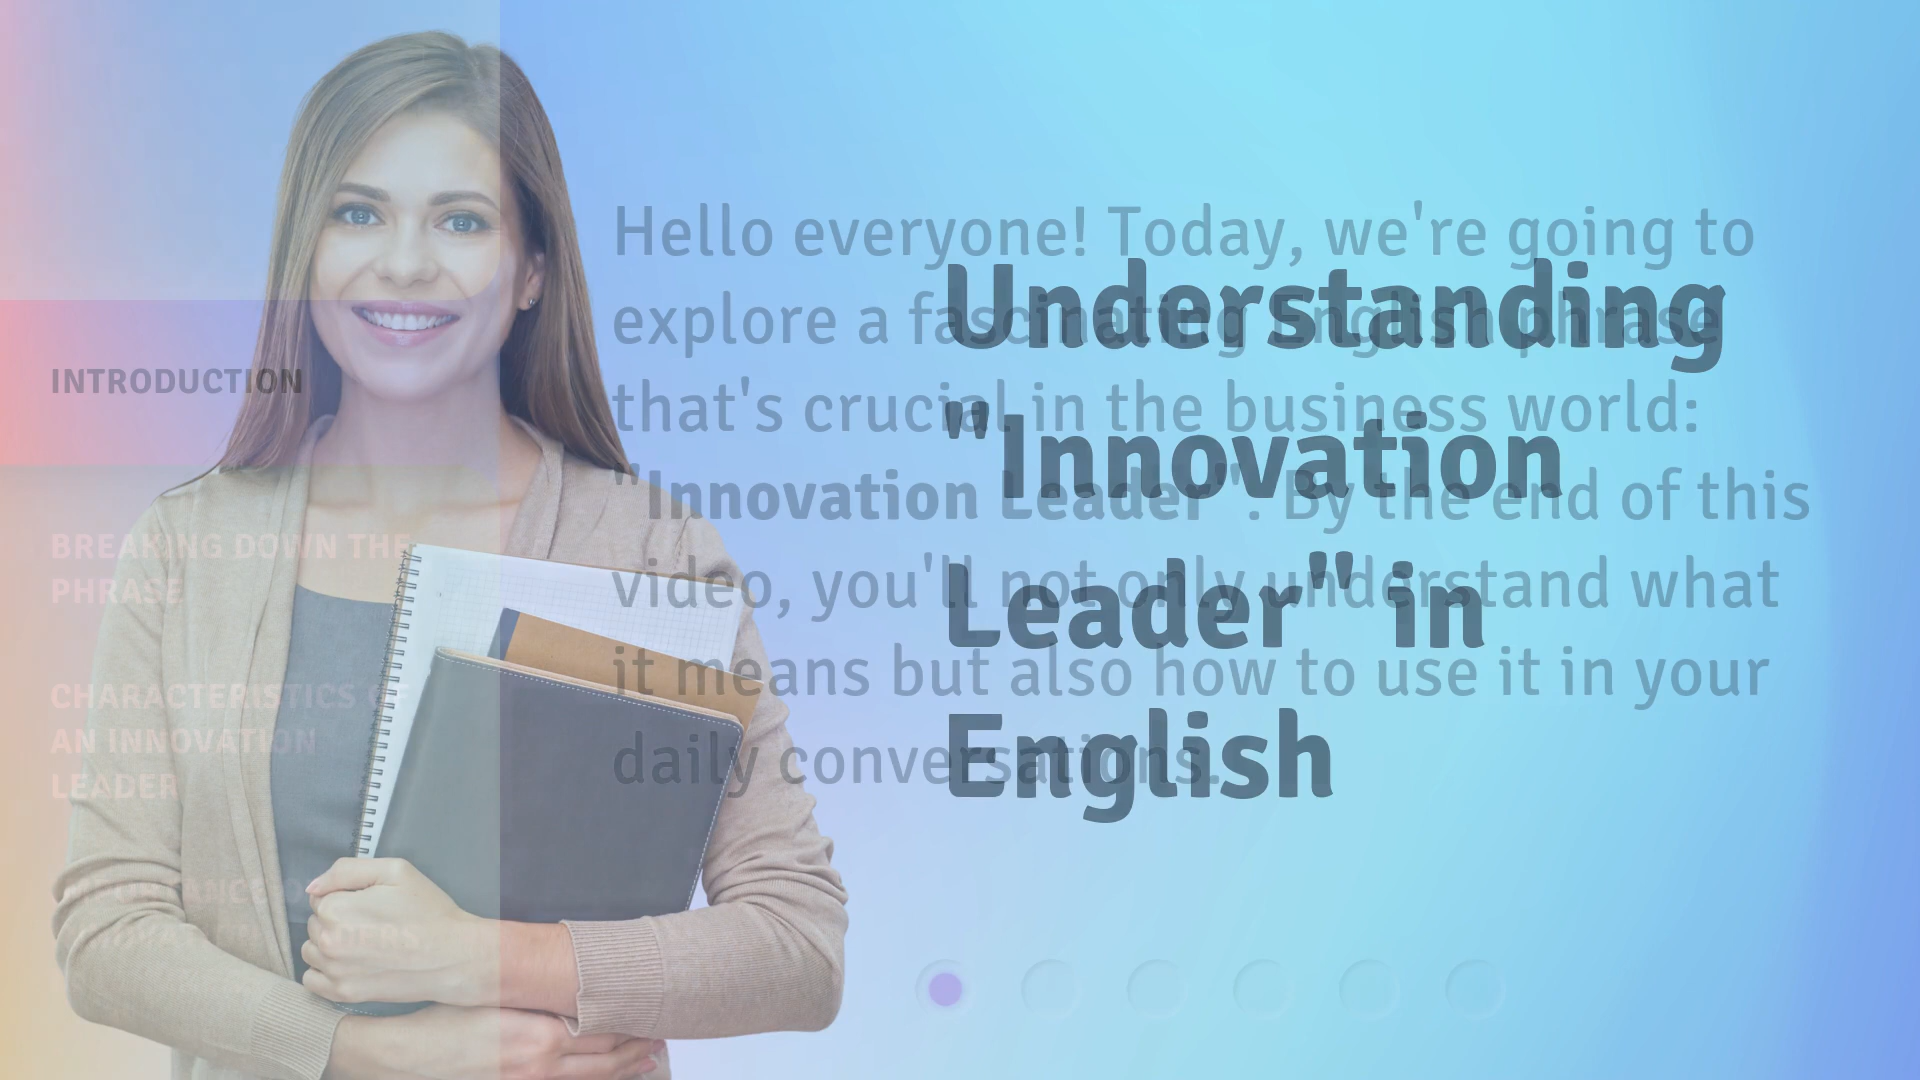 INTRODUCTION
BREAKING DOWN THE
PHRASE
CHARACTERISTICS OF
AN INNOVATION
LEADER
Hello everyone! Today, we're going to
explore a fascinating English phrase
that's crucial in the business world:
"Innovation Leader". By the end of this
video, you'll not only understand what
it means but also how to use it in your
daily conversations.
Understanding
"Innovation
Leader" in
English